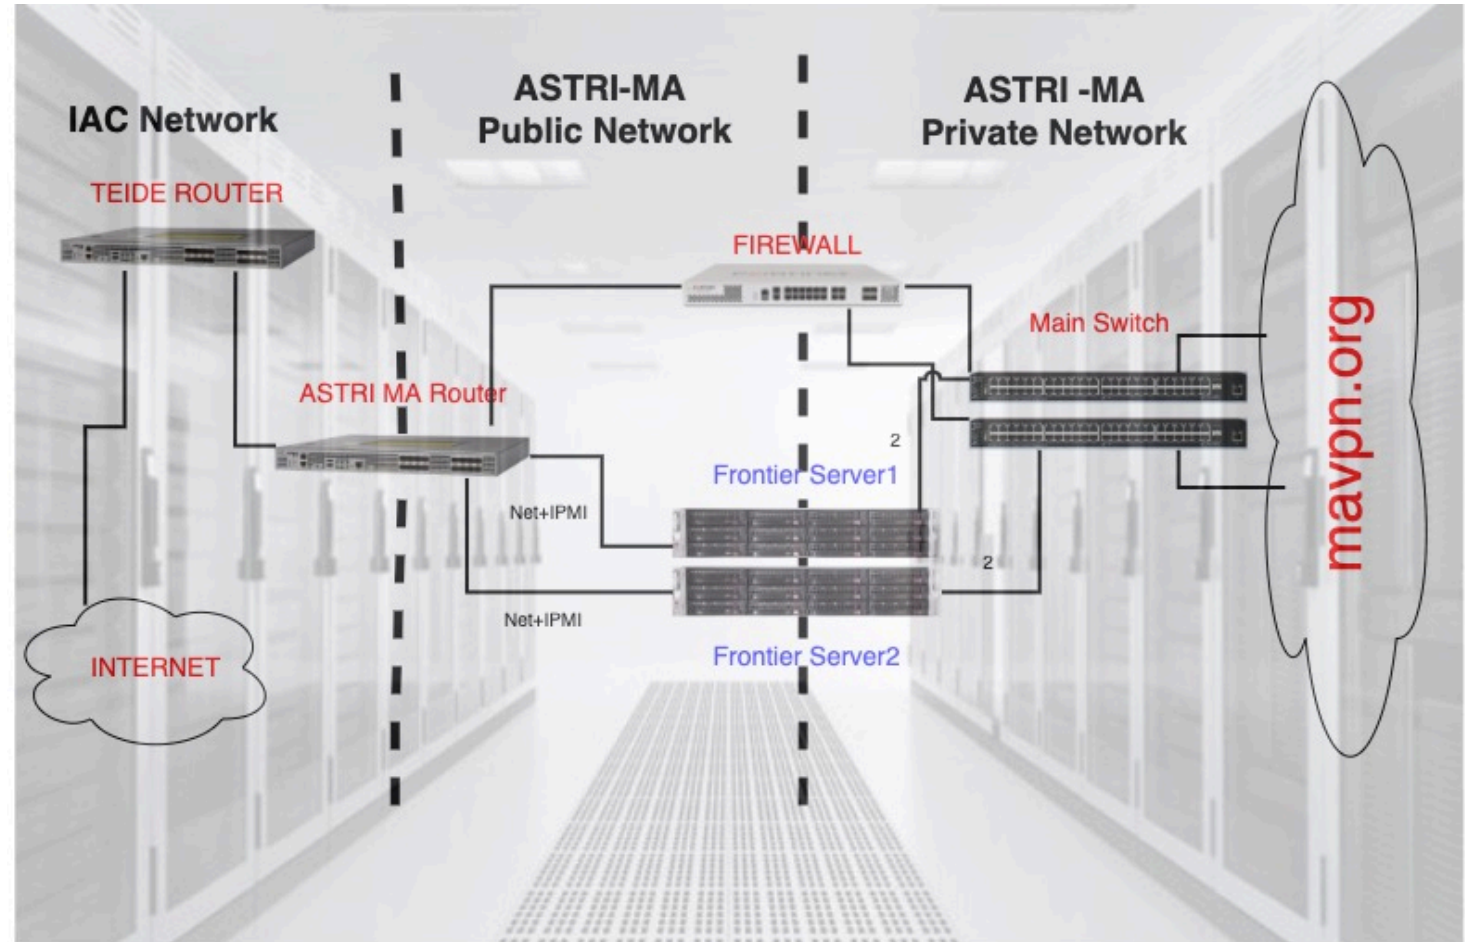 IAC Network
ASTRI-MA
Public Network
ASTRI -MA
Private Network
TEIDE ROUTER
FIREWALL
Main Switch
ASTRI MA Router
mavpn.org
2
Frontier Server1
Net+IPMI
2
Net+IPMI
Frontier Server2
INTERNET